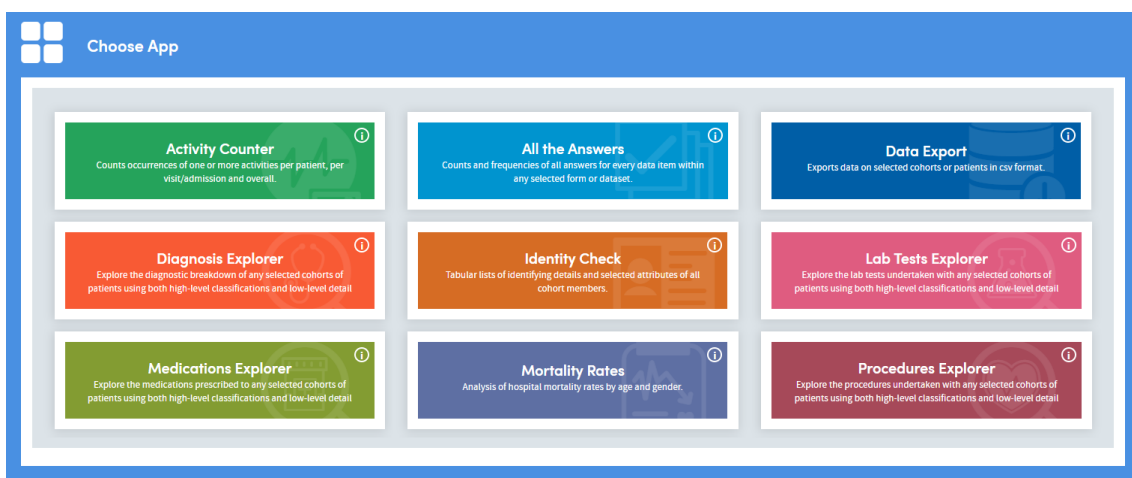 Choose App
Activity Counter
Counts occurrences of one or more activities per patient, per
visit/admission and overall.
All the Answers
Counts and frequencies of all answers for every data item within
any selected form or dataset.
Data Export
Exports data on selected cohorts or patients in csv format.
Diagnosis Explorer
Explore the diagnostic breakdown of any selected cohorts of
patients using both high-level classifications and low-level detail
Identity Check
Tabular lists of identifying details and selected attributes of all
cohort members.
Lab Tests Explorer
Explore the lab tests undertaken with any selected cohorts of
patients using both high-level classifications and low-level detail
Medications Explorer
Explore the medications prescribed to any selected cohorts of
patients using both high-level classifications and low-level detail
Mortality Rates
Analysis of hospital mortality rates by age and gender.
Procedures Explorer
Explore the procedures undertaken with any selected cohorts of
patients using both high-level classifications and low-level detail